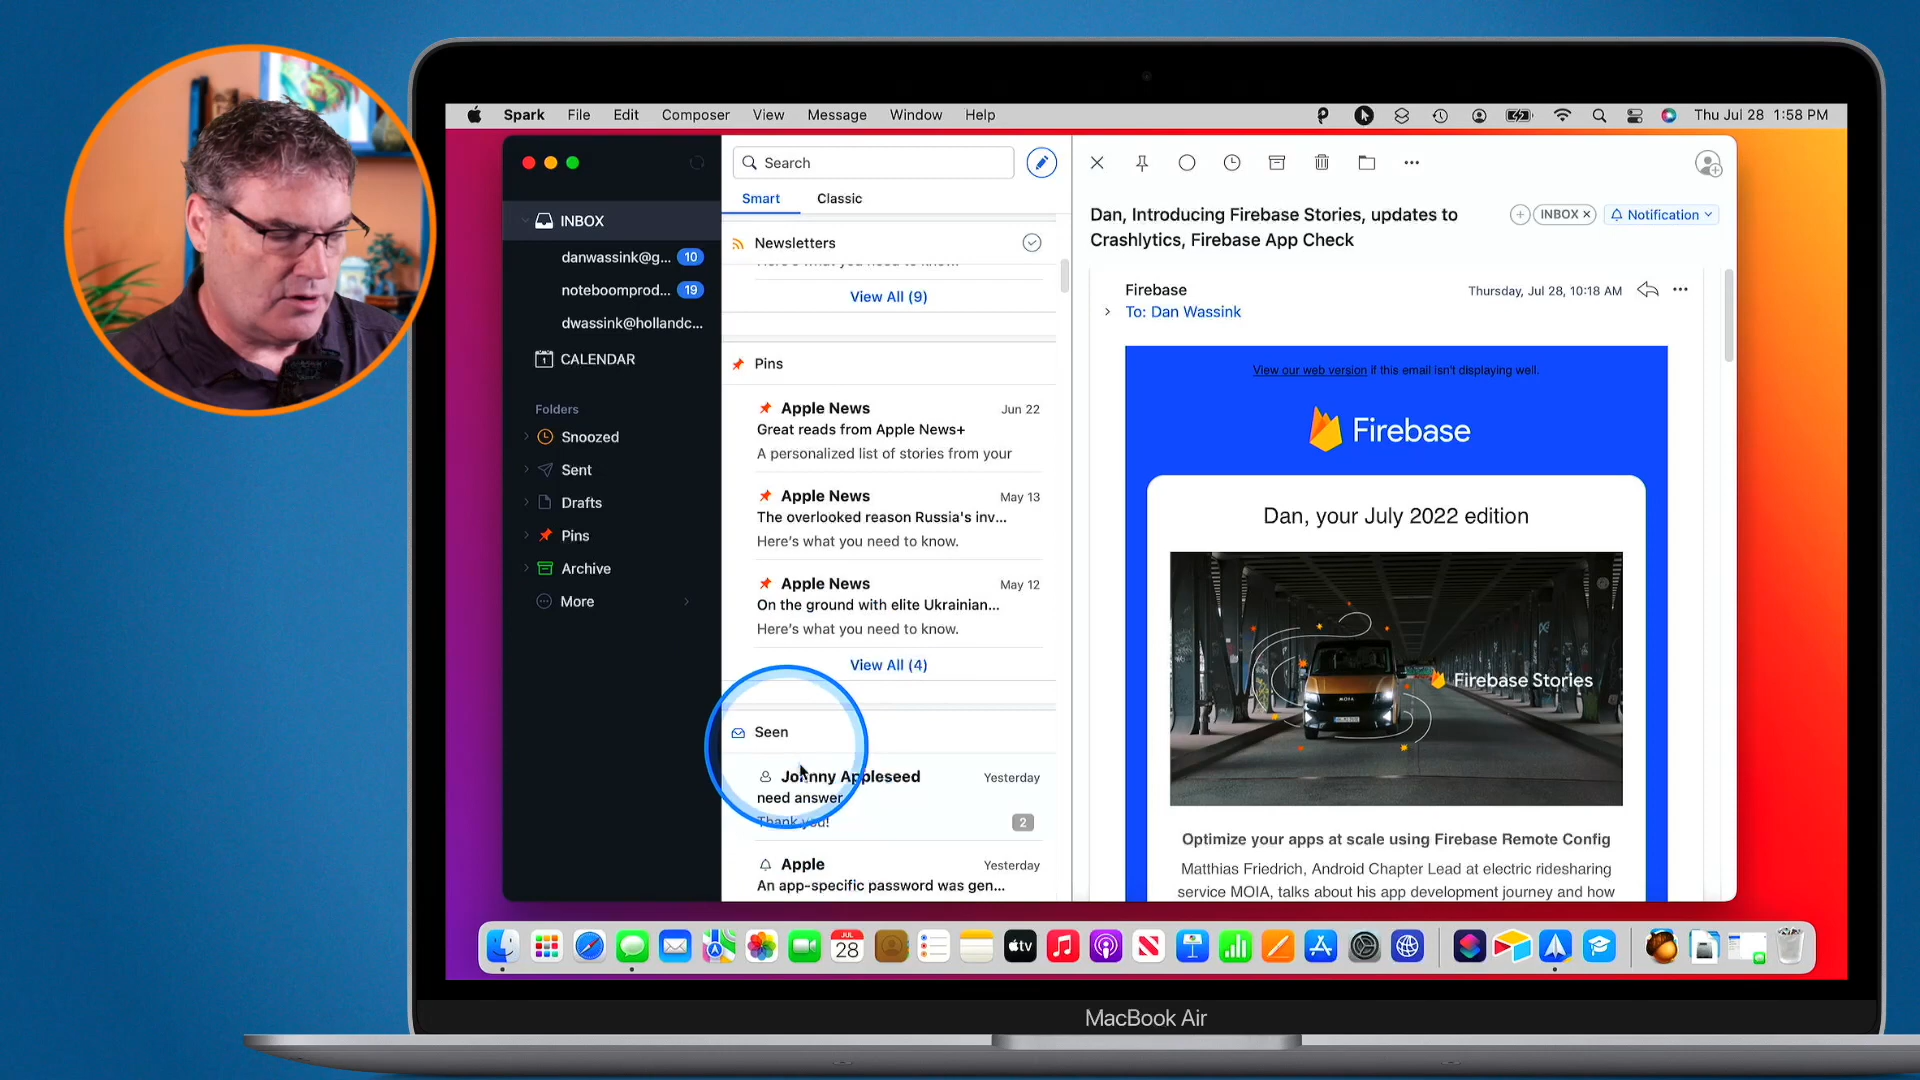 Spark File Edit Composer View Message Window Help
Thu Jul 28 1:58 PM
INBOX
danwassink@g... 10
noteboomprod... 19
dwassink@hollandc...
CALENDAR
Folders
Snoozed
Sent
Drafts
Pins
Archive
More
Search
Smart Classic
Newsletters
View All (9)
Pins
Apple News Jun 22
Great reads from Apple News+
A personalized list of stories from your
Apple News May 13
The overlooked reason Russia's inv...
Here's what you need to know.
Apple News May 12
On the ground with elite Ukrainian...
Here's what you need to know.
View All (4)
Seen
Johnny Appleseed Yesterday
need answer
Thank you! 2
Apple Yesterday
An app-specific password was gen...
Dan, Introducing Firebase Stories, updates to
Crashlytics, Firebase App Check
INBOX × Notification
Firebase Thursday, Jul 28, 10:18 AM
To: Dan Wassink
View our web version if this email isn't displaying well.
Firebase
Dan, your July 2022 edition
MOIA
Firebase Stories
Optimize your apps at scale using Firebase Remote Config
Matthias Friedrich, Android Chapter Lead at electric ridesharing
service MOIA, talks about his app development journey and how
JUL
28
tv
MacBook Air